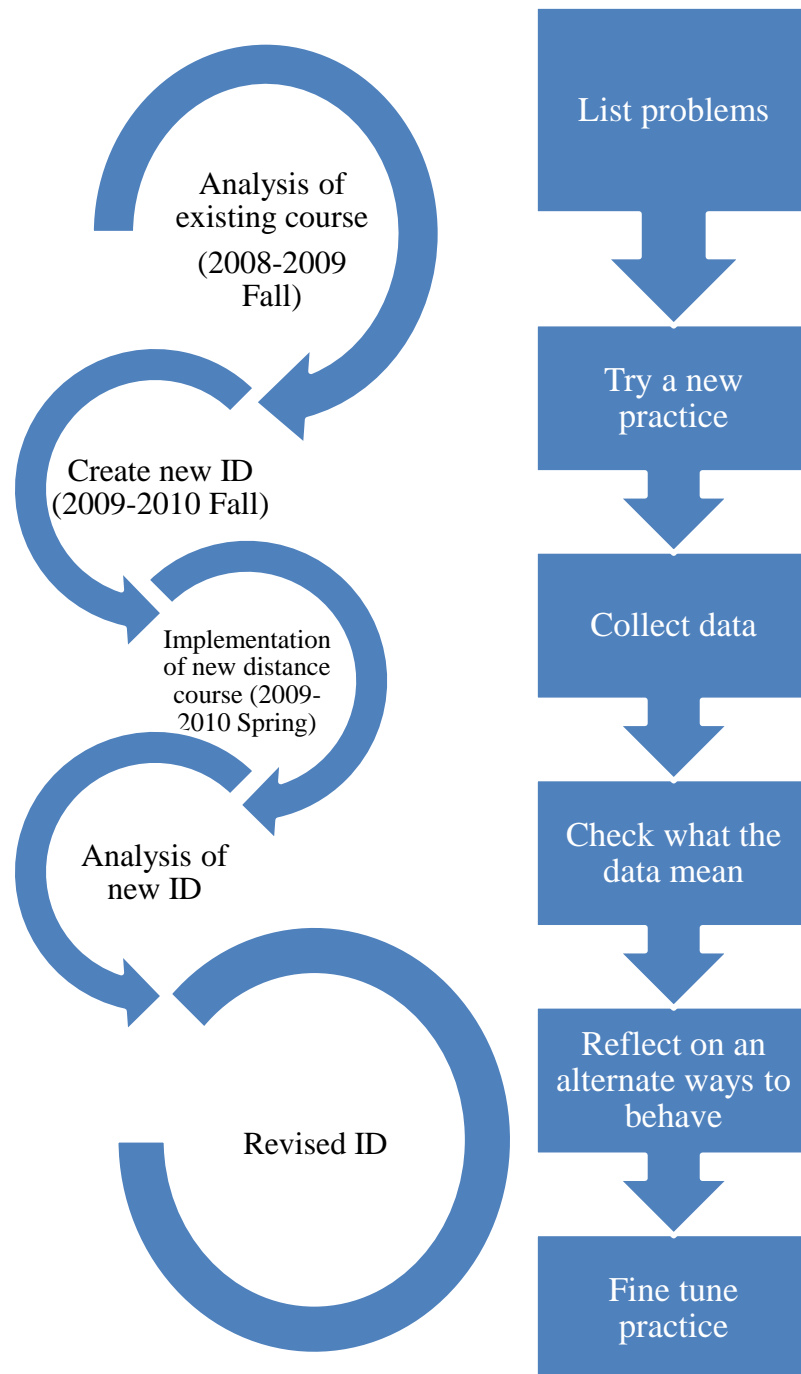 Analysis of
existing course
(2008-2009
Fall)
Create new ID
(2009-2010 Fall)
Implementation
of new distance
course (2009-
2010 Spring)
Analysis of
new ID
Revised ID
List problems
Try a new
practice
Collect data
Check what the
data mean
Reflect on an
alternate ways to
behave
Fine tune
practice